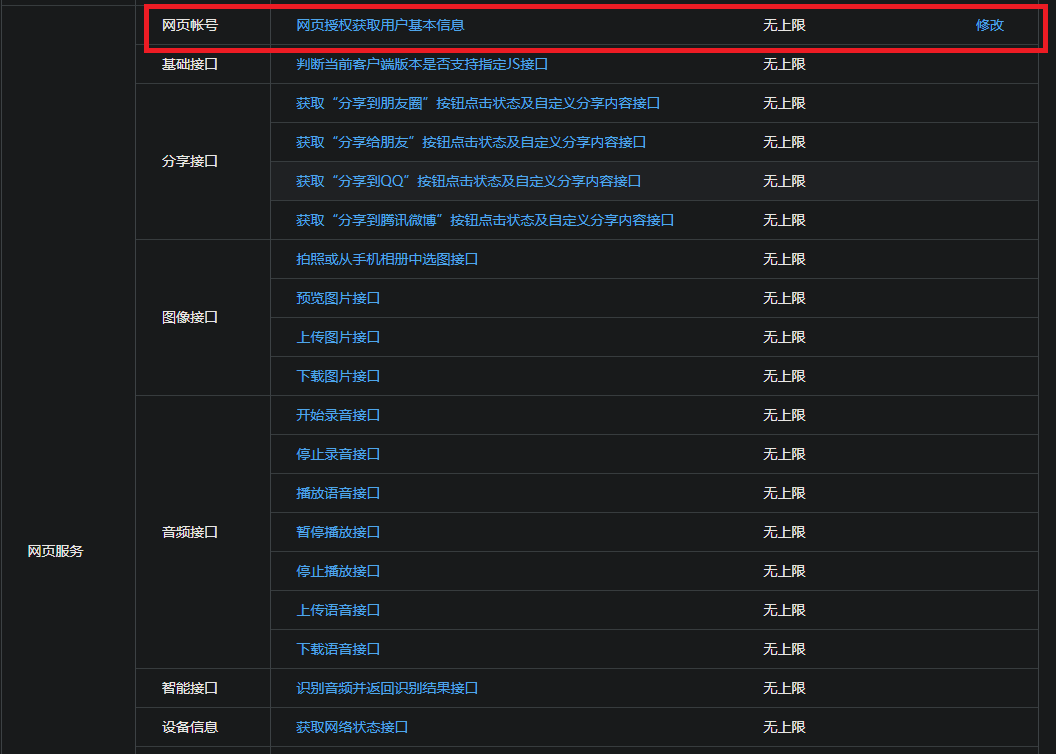 网页帐号 网页授权获取用户基本信息 无上限 修改
基础接口 判断当前客户端版本是否支持指定JS接口 无上限
获取“分享到朋友圈”按钮点击状态及自定义分享内容接口 无上限
获取“分享给朋友”按钮点击状态及自定义分享内容接口 无上限
分享接口
获取“分享到QQ”按钮点击状态及自定义分享内容接口 无上限
获取“分享到腾讯微博”按钮点击状态及自定义分享内容接口 无上限
拍照或从手机相册中选图接口 无上限
预览图片接口 无上限
图像接口
上传图片接口 无上限
下载图片接口 无上限
开始录音接口 无上限
停止录音接口 无上限
播放语音接口 无上限
音频接口 暂停播放接口 无上限
网页服务
停止播放接口 无上限
上传语音接口 无上限
下载语音接口 无上限
智能接口 识别音频并返回识别结果接口 无上限
设备信息 获取网络状态接口 无上限